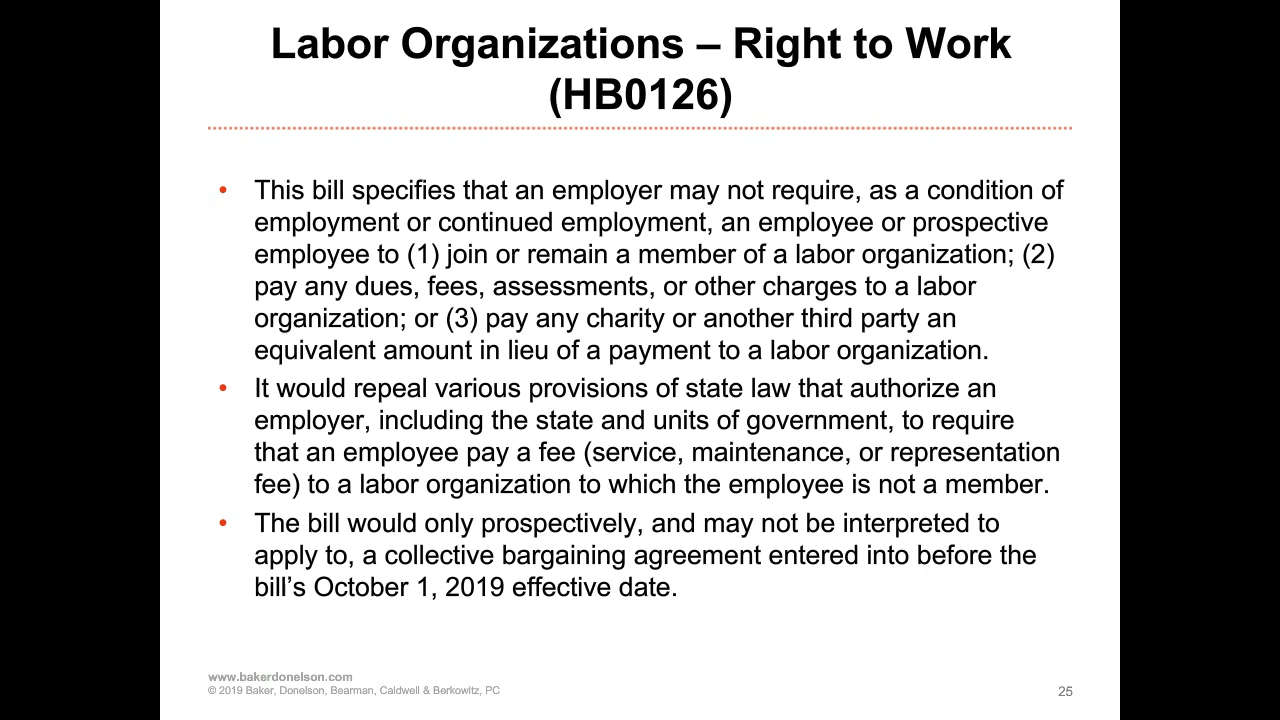 Labor Organizations – Right to Work
(HB0126)
• This bill specifies that an employer may not require, as a condition of
employment or continued employment, an employee or prospective
employee to (1) join or remain a member of a labor organization; (2)
pay any dues, fees, assessments, or other charges to a labor
organization; or (3) pay any charity or another third party an
equivalent amount in lieu of a payment to a labor organization.
• It would repeal various provisions of state law that authorize an
employer, including the state and units of government, to require
that an employee pay a fee (service, maintenance, or representation
fee) to a labor organization to which the employee is not a member.
• The bill would only prospectively, and may not be interpreted to
apply to, a collective bargaining agreement entered into before the
bill’s October 1, 2019 effective date.
www.bakerdonelson.com
© 2019 Baker, Donelson, Bearman, Caldwell & Berkowitz, PC
25